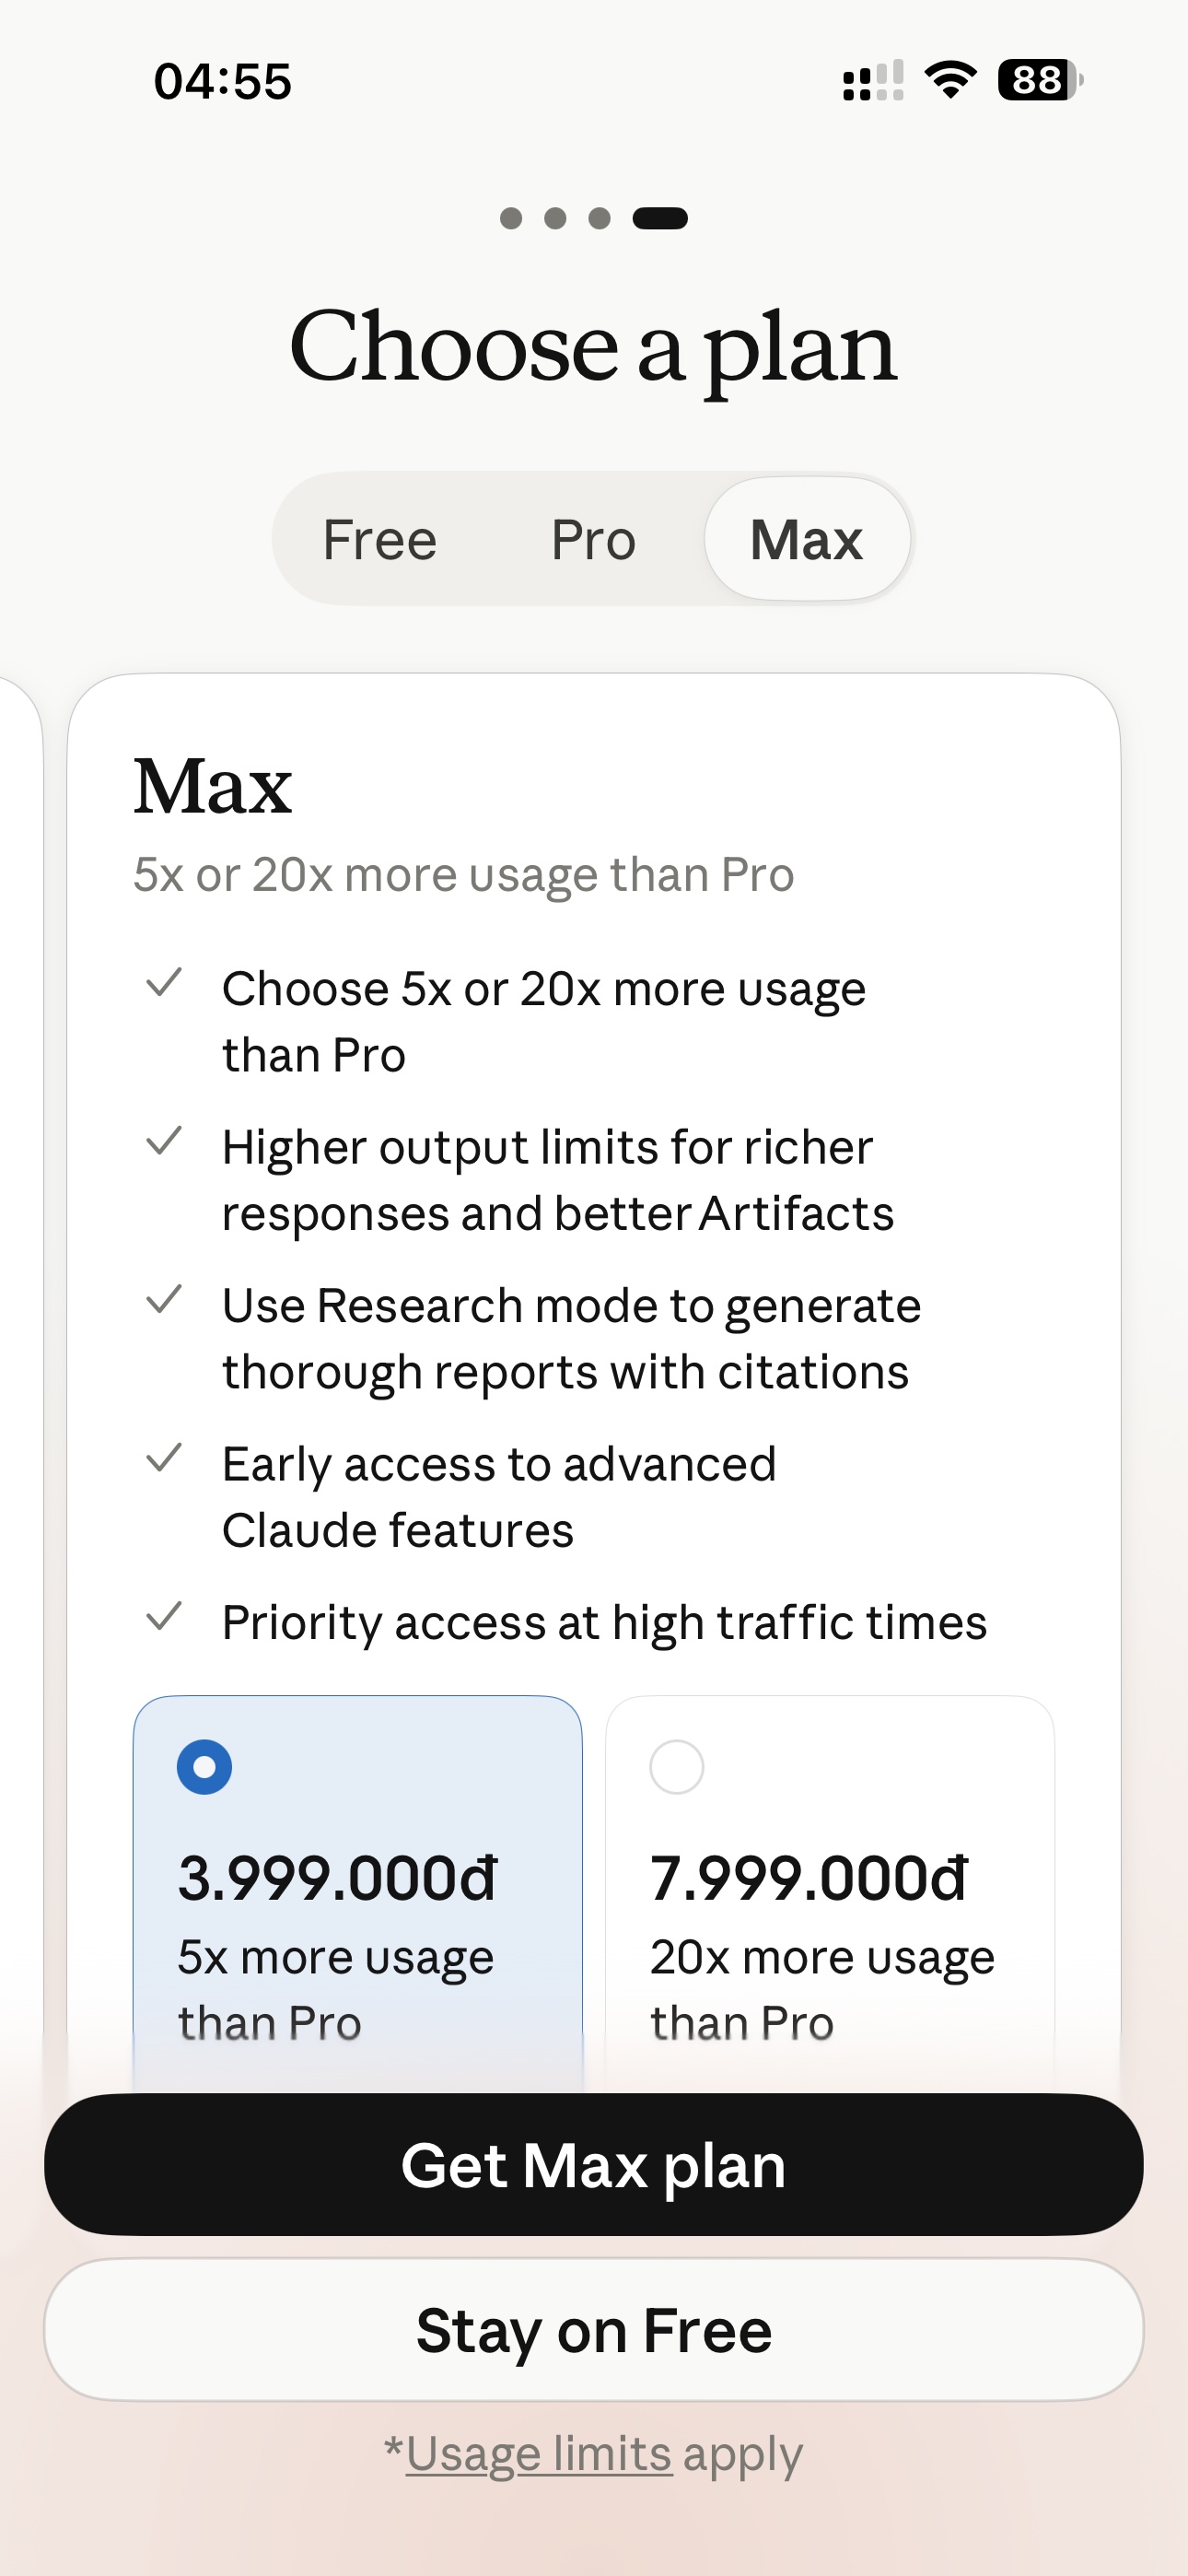 04:55
88
Choose a plan
Free
Pro
Max
Max
5x or 20x more usage than Pro
Choose 5x or 20x more usage
than Pro
Higher output limits for richer
responses and better Artifacts
Use Research mode to generate
thorough reports with citations
Early access to advanced
Claude features
Priority access at high traffic times
3.999.000đ
5x more usage
than Pro
7.999.000đ
20x more usage
than Pro
Get Max plan
Stay on Free
*Usage limits apply